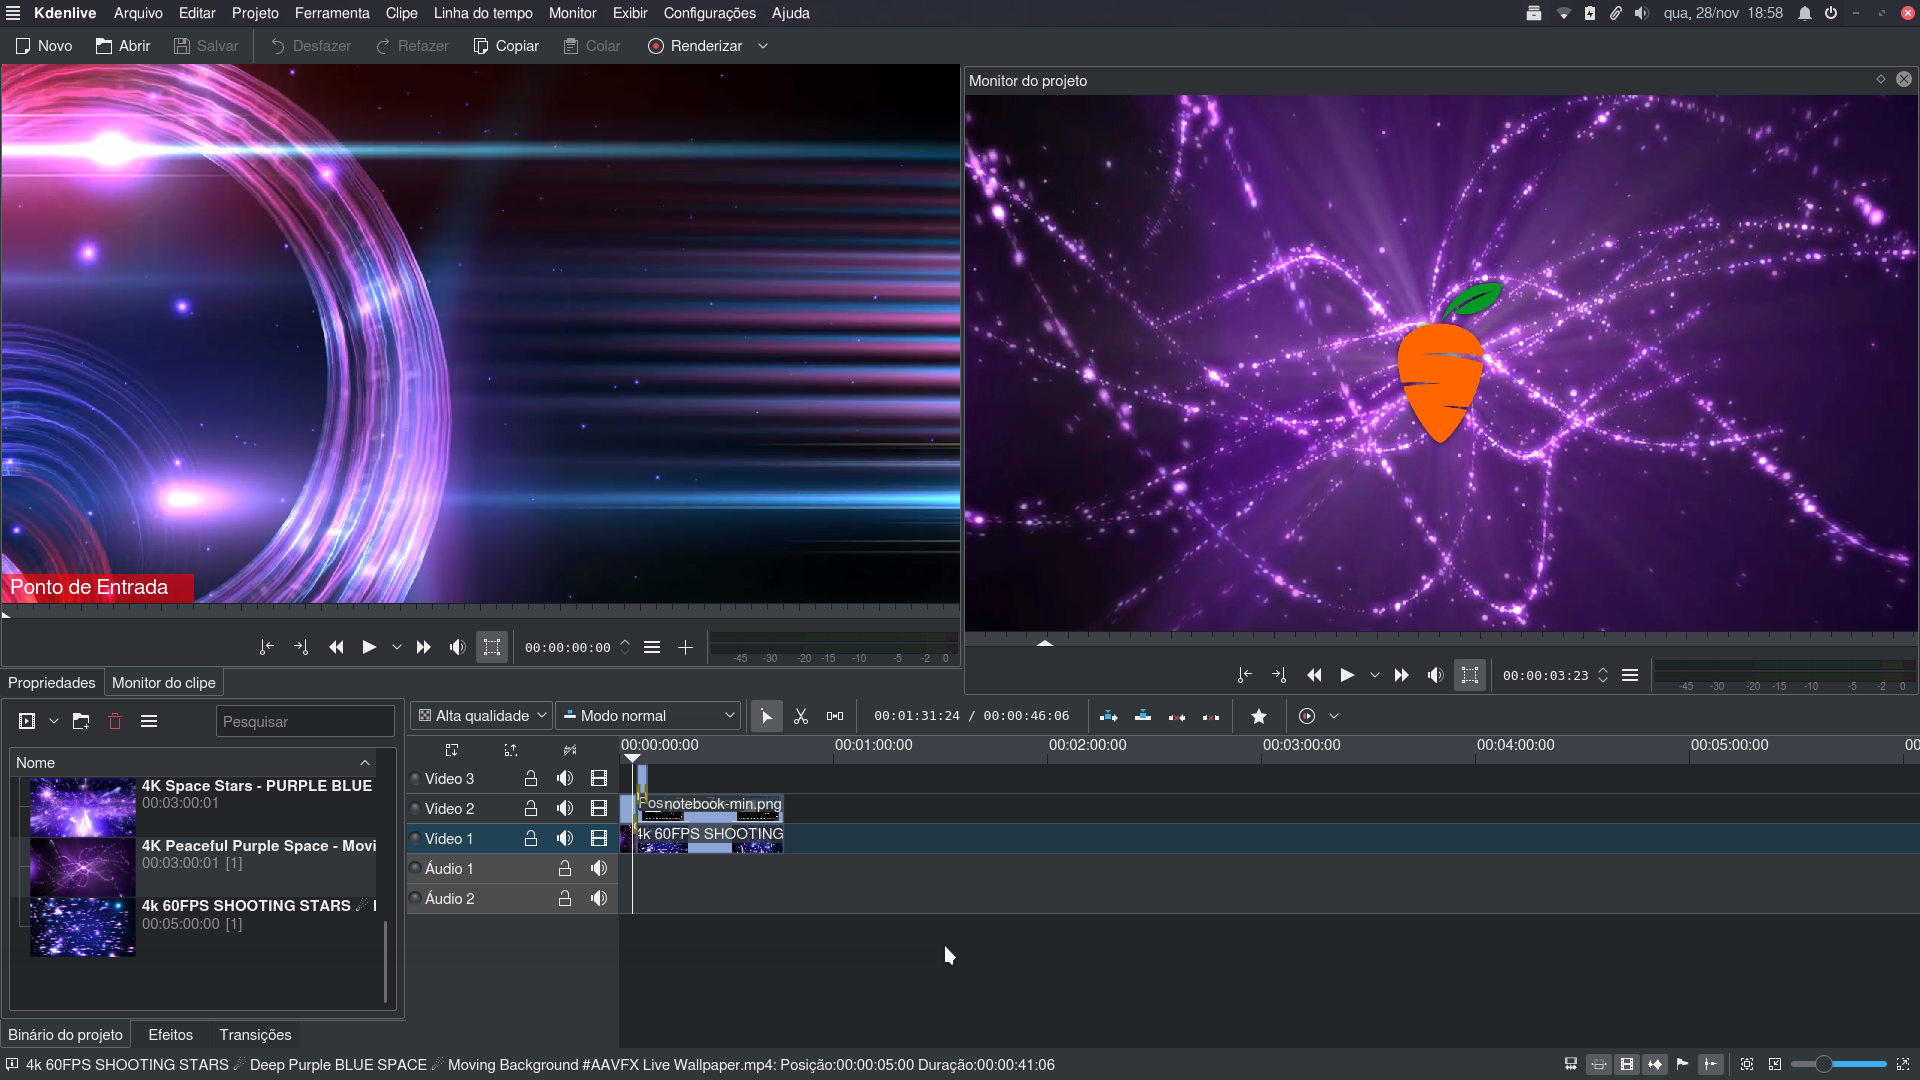 Kdenlive Arquivo Editar Projeto Ferramenta Clipe Linha do tempo Monitor Exibir Configurações Ajuda qua, 28/nov 18:58
Novo Abrir Salvar Desfazer Refazer Copiar Colar Renderizar
Monitor do projeto
Ponto de Entrada
00:00:00:00
-45 -30 -20 -15 -10 -5 -2 0
00:00:03:23
-45 -30 -20 -15 -10 -5 -2 0
Propriedades Monitor do clipe
Pesquisar
Alta qualidade Modo normal 00:01:31:24 / 00:00:46:06
Nome
4K Space Stars - PURPLE BLUE
00:03:00:01
4K Peaceful Purple Space - Movi
00:03:00:01 [1]
4k 60FPS SHOOTING STARS ☄
00:05:00:00 [1]
00:00:00:00 00:01:00:00 00:02:00:00 00:03:00:00 00:04:00:00 00:05:00:00 00
Vídeo 3
Vídeo 2 notebook-min.png
Vídeo 1 4k 60FPS SHOOTING
Áudio 1
Áudio 2
Binário do projeto Efeitos Transições
4k 60FPS SHOOTING STARS ☄ Deep Purple BLUE SPACE ☄ Moving Background #AAVFX Live Wallpaper.mp4: Posição:00:00:05:00 Duração:00:00:41:06